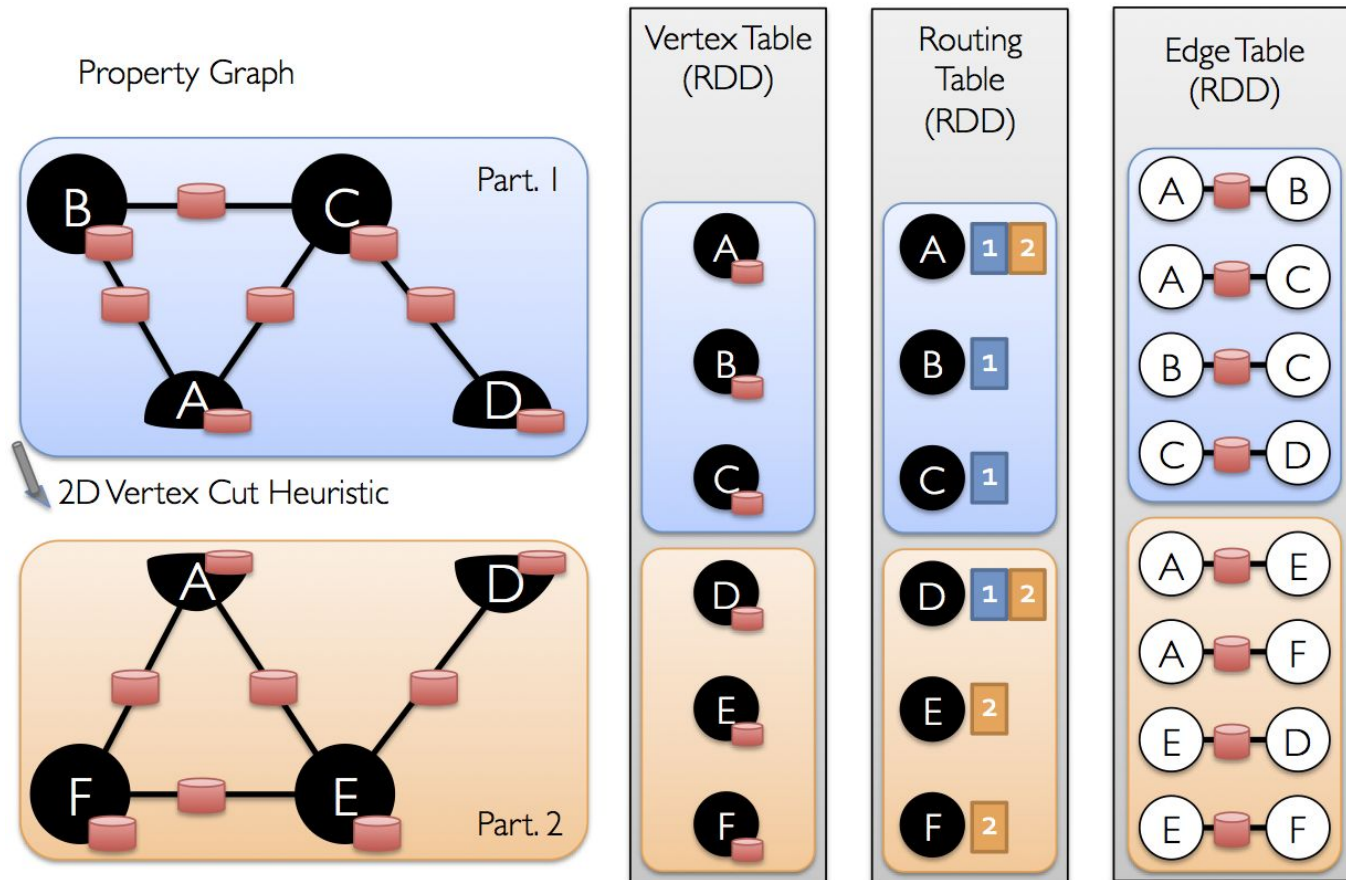 Property Graph
Part. 1
B
C
A
D
2D Vertex Cut Heuristic
A
D
F
E
Part. 2
Vertex Table
(RDD)
A
B
C
D
E
F
Routing
Table
(RDD)
A 1 2
B 1
C 1
D 1 2
E 2
F 2
Edge Table
(RDD)
A B
A C
B C
C D
A E
A F
E D
E F